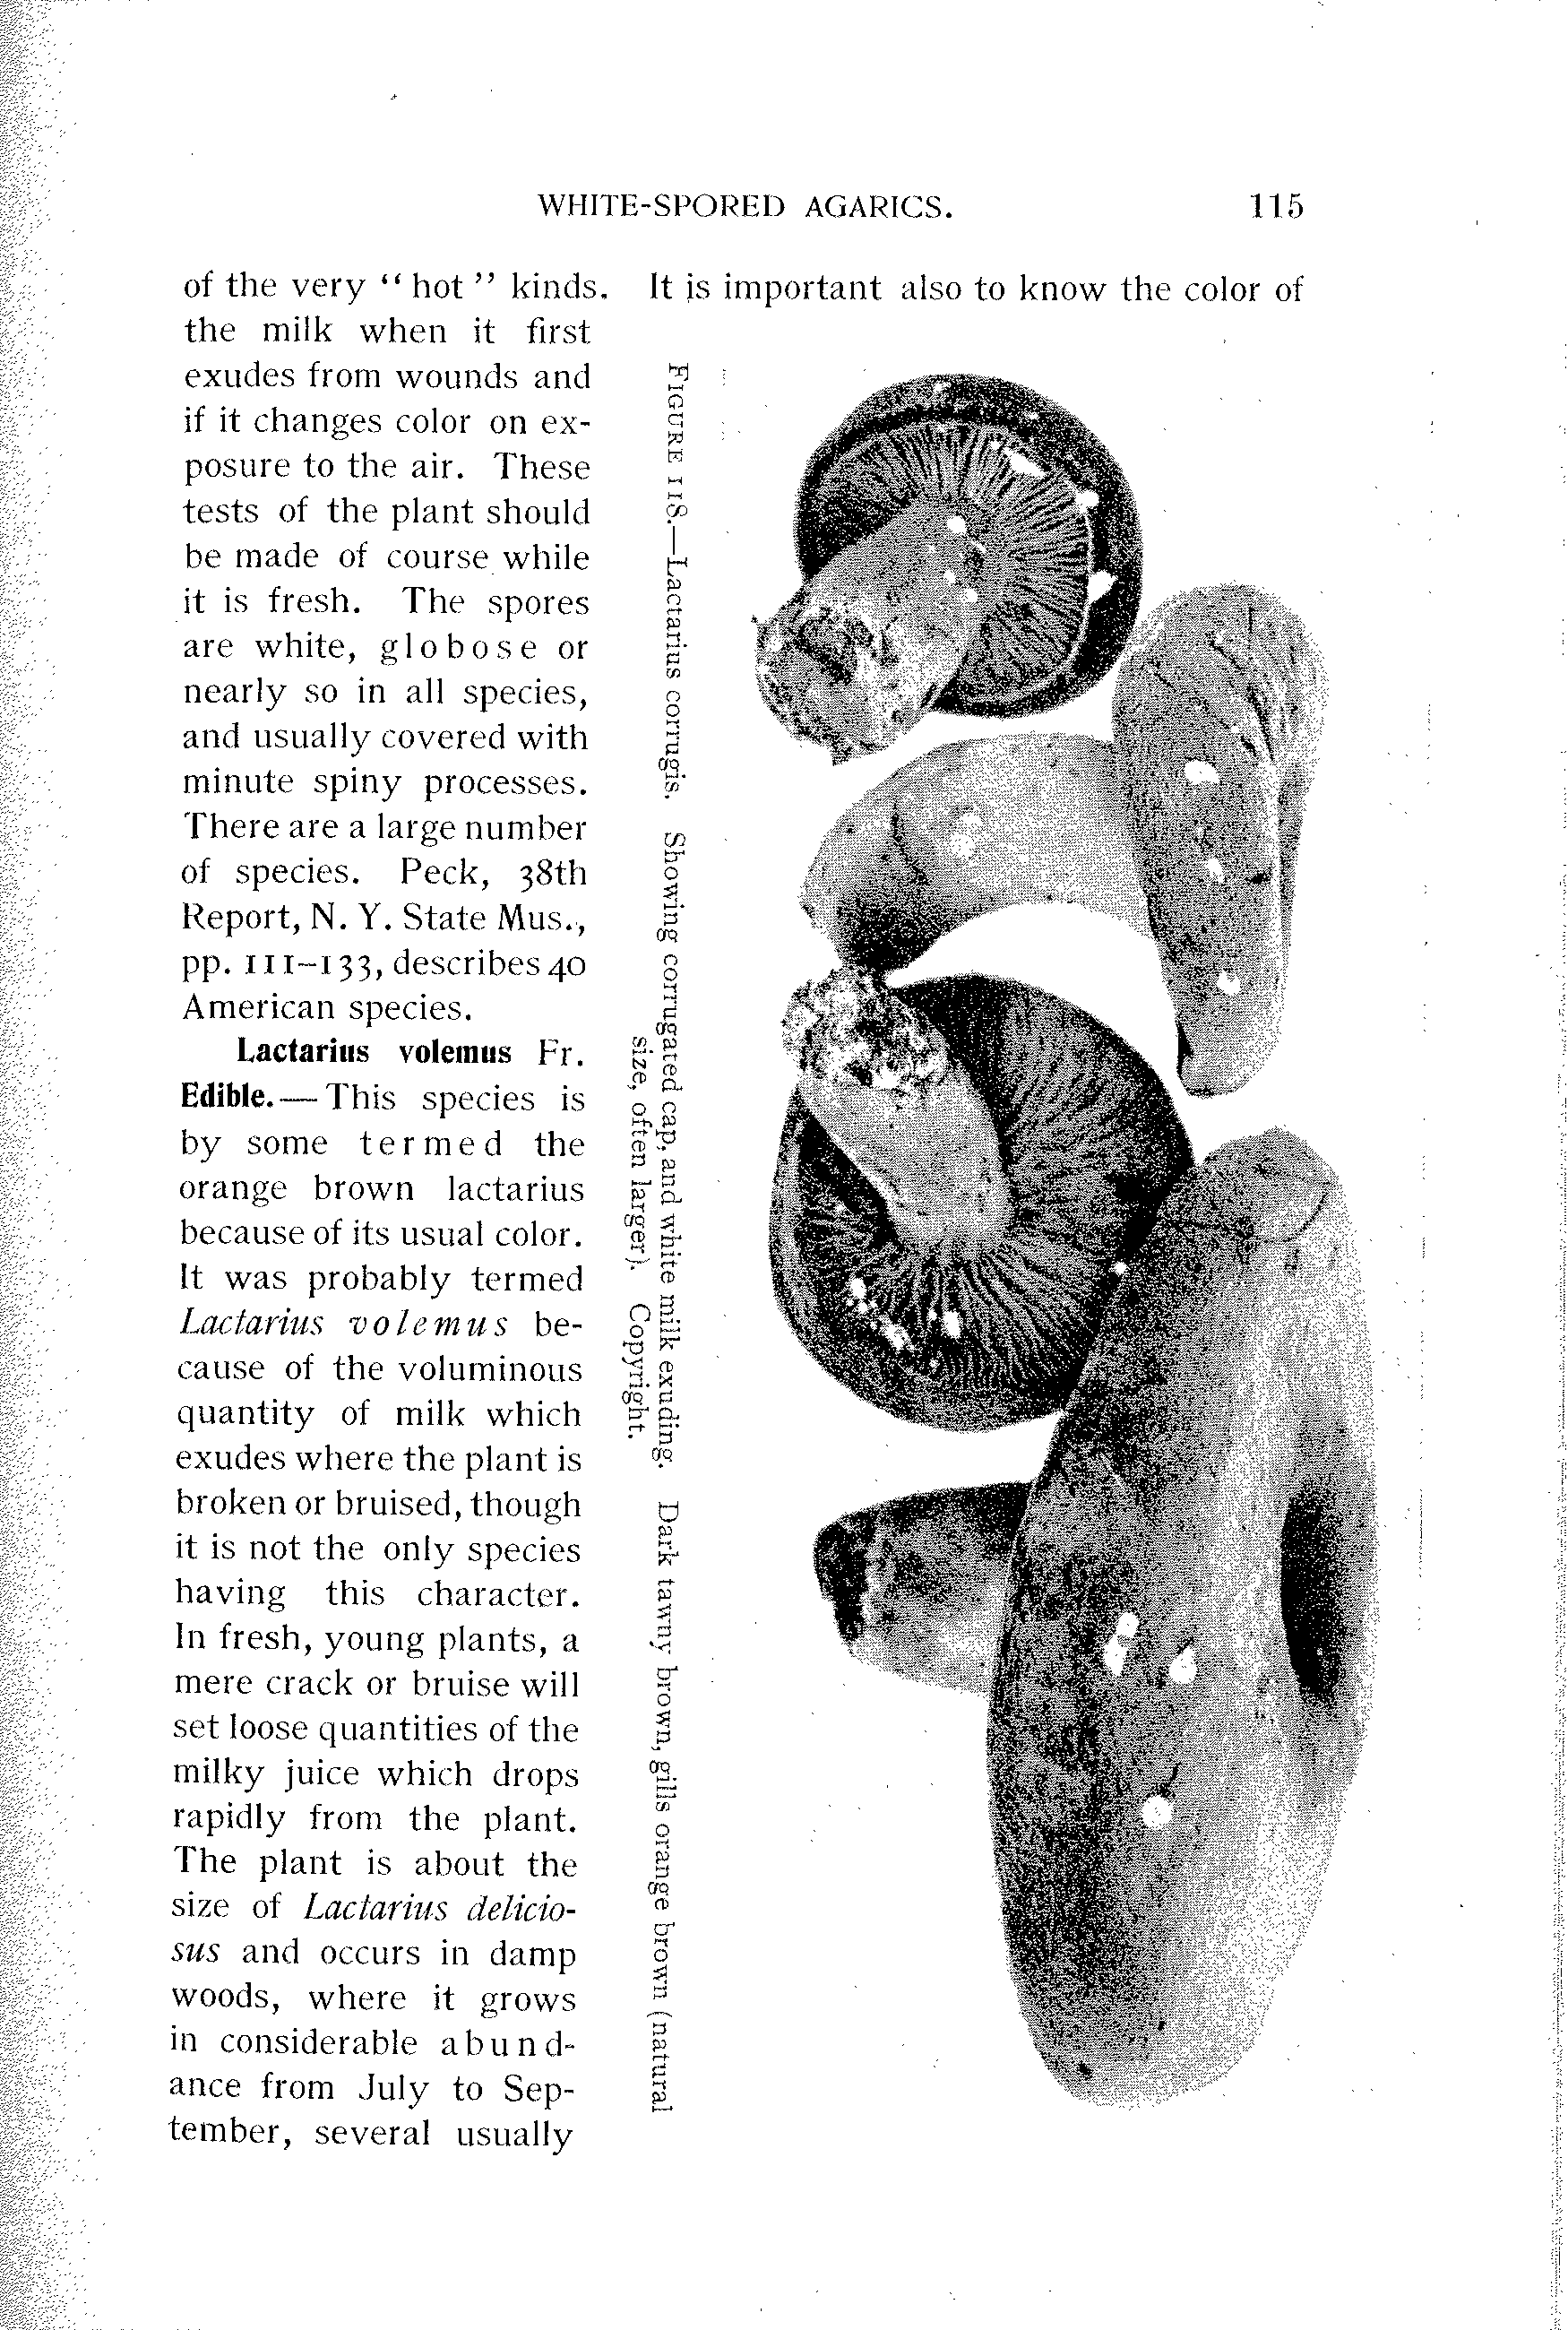 WHITE-SPORED AGARICS. 115
of the very “ hot ” kinds. It is important also to know the color of
the milk when it first
exudes from wounds and
if it changes color on ex-
posure to the air. These
tests of the plant should
be made of course while
it is fresh. The spores
are white, globose or
nearly so in all species,
and usually covered with
minute spiny processes.
There are a large number
of species. Peck, 38th
Report, N. Y. State Mus.,
pp. 111–133, describes 40
American species.
Lactarius volemus Fr.
Edible.—This species is
by some termed the
orange brown lactarius
because of its usual color.
It was probably termed
Lactarius volemus be-
cause of the voluminous
quantity of milk which
exudes where the plant is
broken or bruised, though
it is not the only species
having this character.
In fresh, young plants, a
mere crack or bruise will
set loose quantities of the
milky juice which drops
rapidly from the plant.
The plant is about the
size of Lactarius delicio-
sus and occurs in damp
woods, where it grows
in considerable abund-
ance from July to Sep-
tember, several usually
FIGURE 118.—Lactarius corrugis. Showing corrugated cap, and white milk exuding. Dark tawny brown, gills orange brown (natural
size, often larger). Copyright.